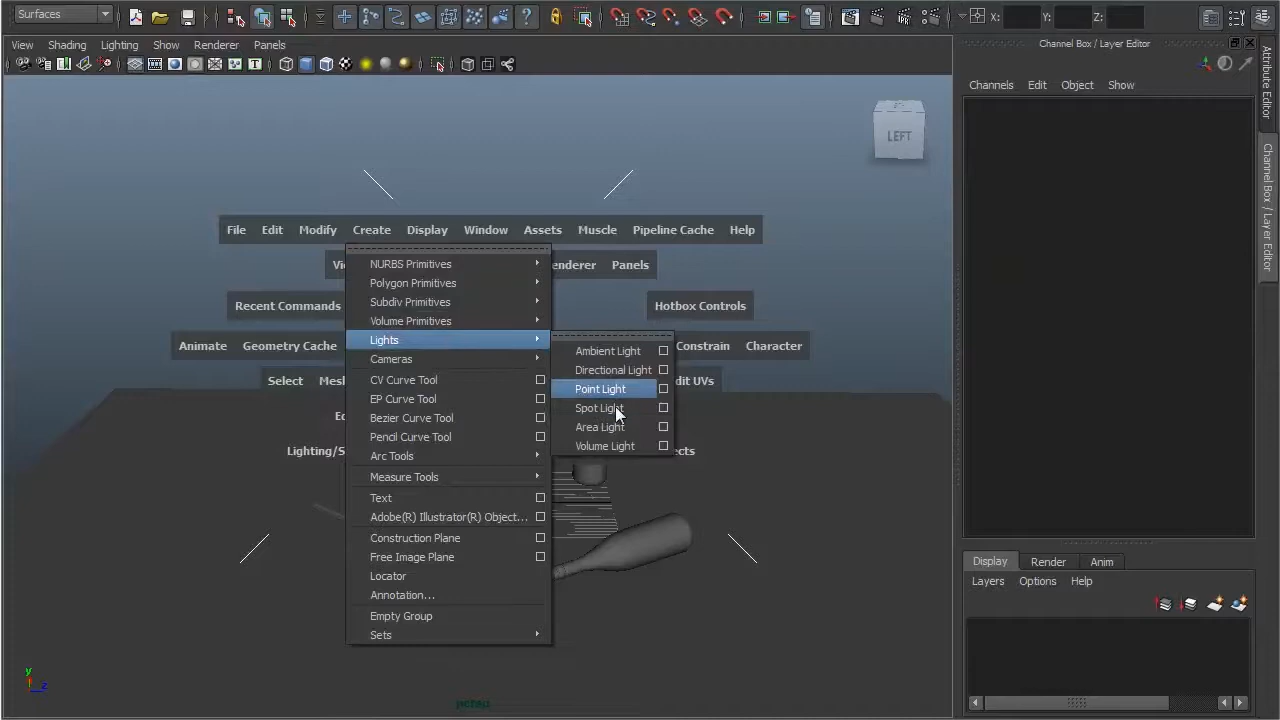 Surfaces X: Y: Z:
View Shading Lighting Show Renderer Panels
Channel Box / Layer Editor
Channels Edit Object Show
LEFT
File Edit Modify Create Display Window Assets Muscle Pipeline Cache Help
Panels
Recent Commands Hotbox Controls
Animate Geometry Cache Character
Select
NURBS Primitives
Polygon Primitives
Subdiv Primitives
Volume Primitives
Lights
Cameras
CV Curve Tool
EP Curve Tool
Bezier Curve Tool
Pencil Curve Tool
Arc Tools
Measure Tools
Text
Adobe(R) Illustrator(R) Object...
Construction Plane
Free Image Plane
Locator
Annotation...
Empty Group
Sets
Ambient Light
Directional Light
Point Light
Spot Light
Area Light
Volume Light
Attribute Editor
Channel Box / Layer Editor
Display Render Anim
Layers Options Help
y
z
persp